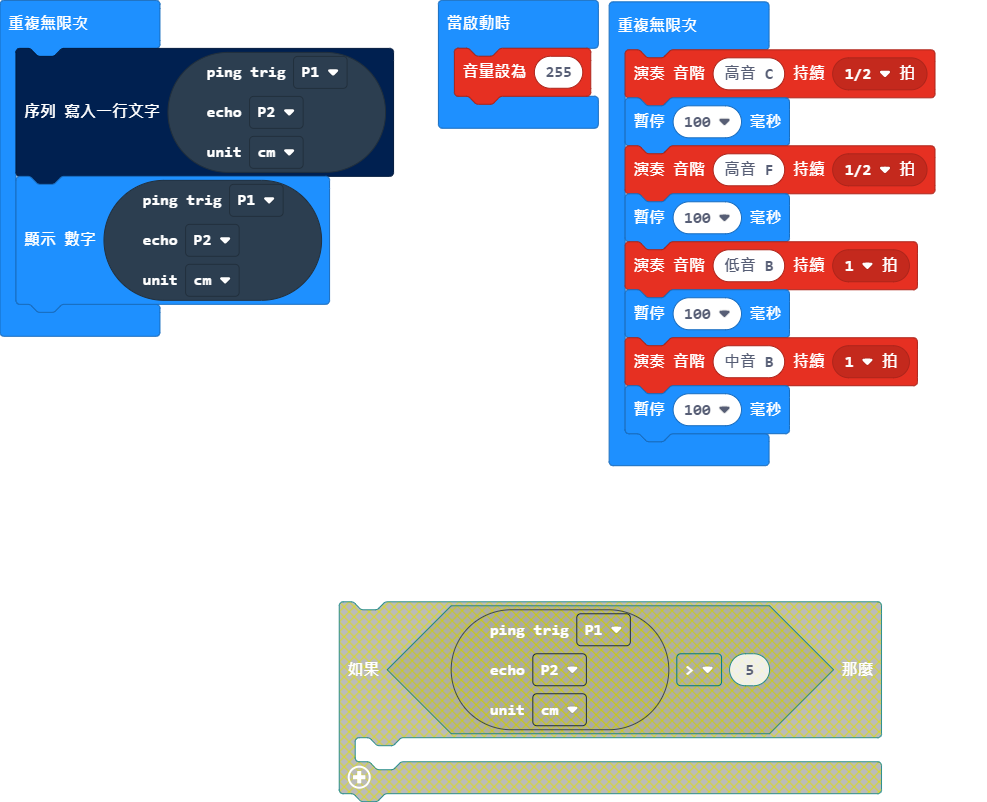 重複無限次
序列 寫入一行文字
ping trig P1
echo P2
unit cm
顯示 數字
ping trig P1
echo P2
unit cm
當啟動時
音量設為 255
重複無限次
演奏 音階 高音 C 持續 1/2 拍
暫停 100 毫秒
演奏 音階 高音 F 持續 1/2 拍
暫停 100 毫秒
演奏 音階 低音 B 持續 1 拍
暫停 100 毫秒
演奏 音階 中音 B 持續 1 拍
暫停 100 毫秒
如果
ping trig P1
echo P2
unit cm
> 5
那麼